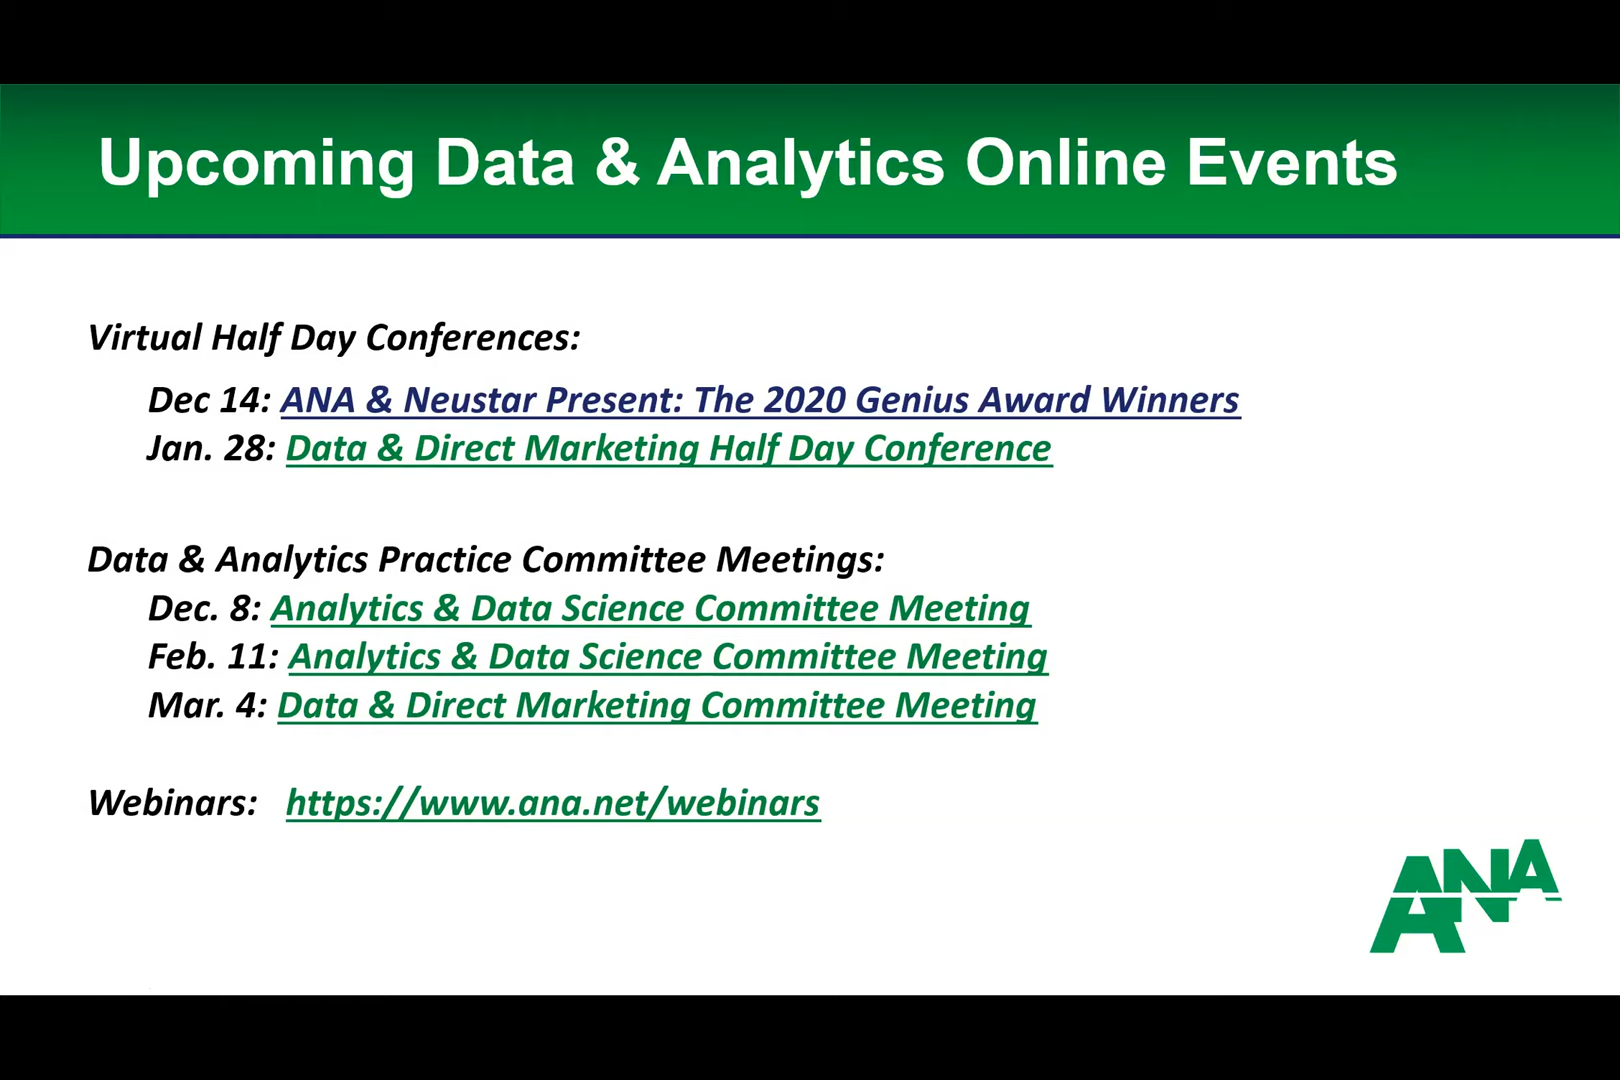 Upcoming Data & Analytics Online Events
Virtual Half Day Conferences:
Dec 14: ANA & Neustar Present: The 2020 Genius Award Winners
Jan. 28: Data & Direct Marketing Half Day Conference
Data & Analytics Practice Committee Meetings:
Dec. 8: Analytics & Data Science Committee Meeting
Feb. 11: Analytics & Data Science Committee Meeting
Mar. 4: Data & Direct Marketing Committee Meeting
Webinars: https://www.ana.net/webinars
ANA